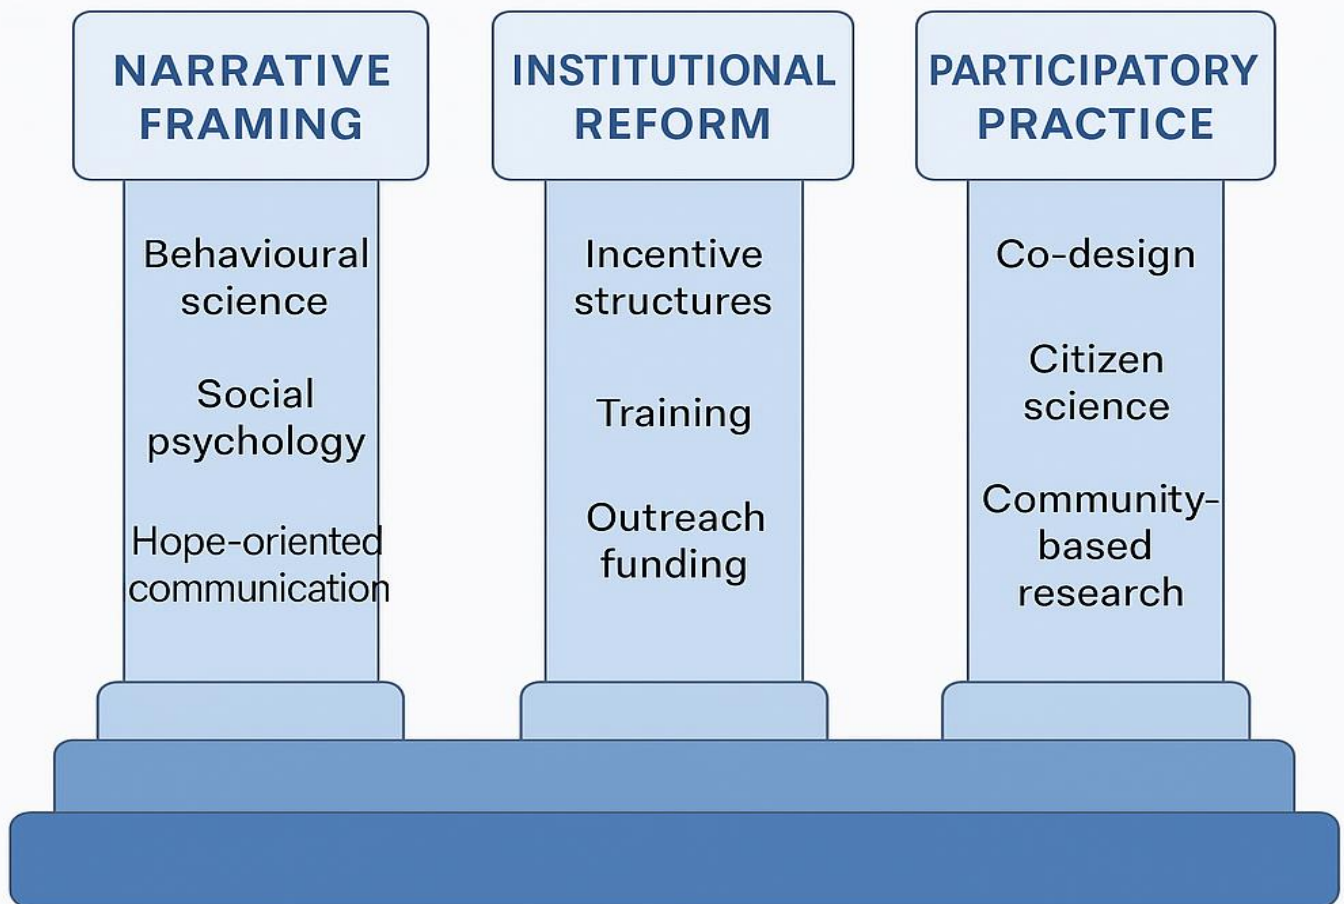 NARRATIVE
FRAMING
Behavioural
science
Social
psychology
Hope-oriented
communication
INSTITUTIONAL
REFORM
Incentive
structures
Training
Outreach
funding
PARTICIPATORY
PRACTICE
Co-design
Citizen
science
Community-
based
research